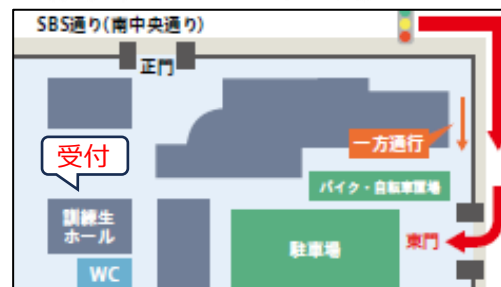 SBS通り(南中央通り)
正門
一方通行
受付
バイク・自転車置場
訓練生
ホール
駐車場
東門
WC